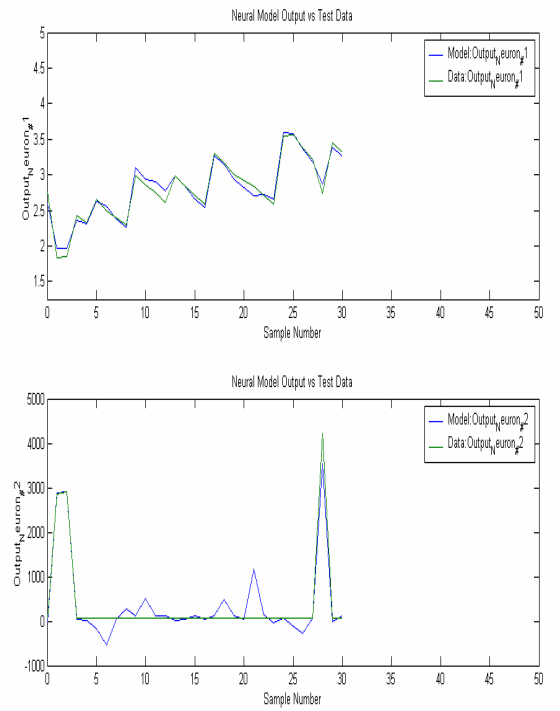 Neural Model Output vs Test Data
5
4.5
4
3.5
3
2.5
2
1.5
Output_Neuron_#1
Model:Output_Neuron_#1
Data:Output_Neuron_#1
0 5 10 15 20 25 30 35 40 45 50
Sample Number
Neural Model Output vs Test Data
5000
4000
3000
2000
1000
0
-1000
Output_Neuron_#2
Model:Output_Neuron_#2
Data:Output_Neuron_#2
0 5 10 15 20 25 30 35 40 45 50
Sample Number